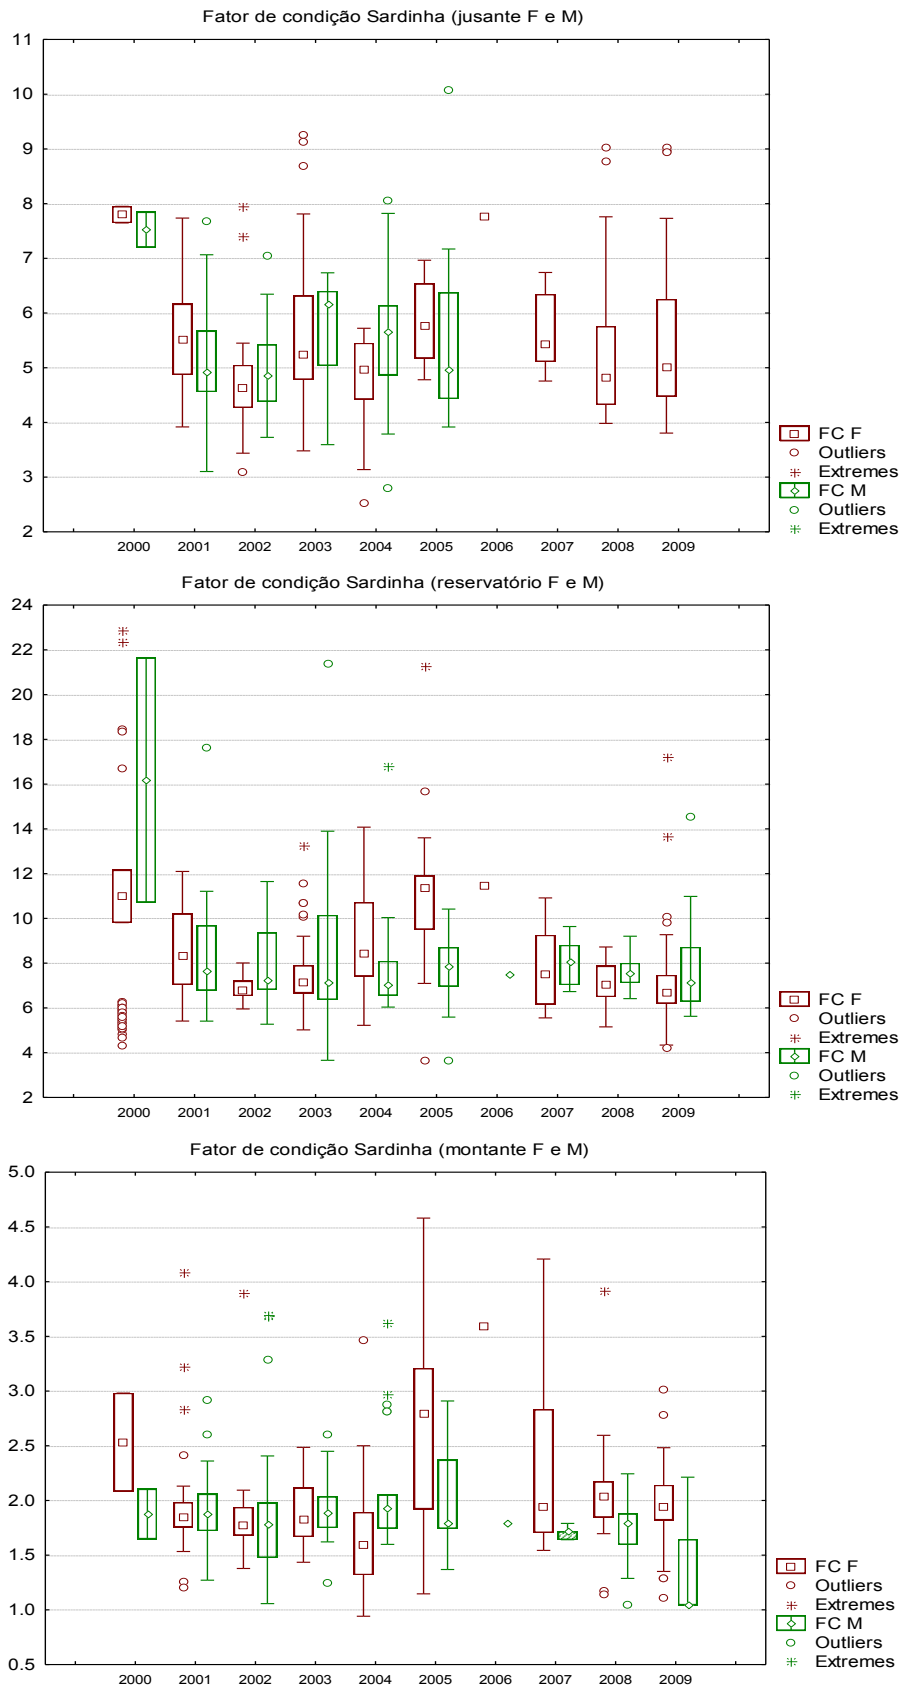 Fator de condição Sardinha (jusante F e M)
11
10
9
8
7
6
5
4
3
2
2000 2001 2002 2003 2004 2005 2006 2007 2008 2009
FC F
Outliers
Extremes
FC M
Outliers
Extremes
Fator de condição Sardinha (reservatório F e M)
24
22
20
18
16
14
12
10
8
6
4
2
2000 2001 2002 2003 2004 2005 2006 2007 2008 2009
FC F
Outliers
Extremes
FC M
Outliers
Extremes
Fator de condição Sardinha (montante F e M)
5.0
4.5
4.0
3.5
3.0
2.5
2.0
1.5
1.0
0.5
2000 2001 2002 2003 2004 2005 2006 2007 2008 2009
FC F
Outliers
Extremes
FC M
Outliers
Extremes